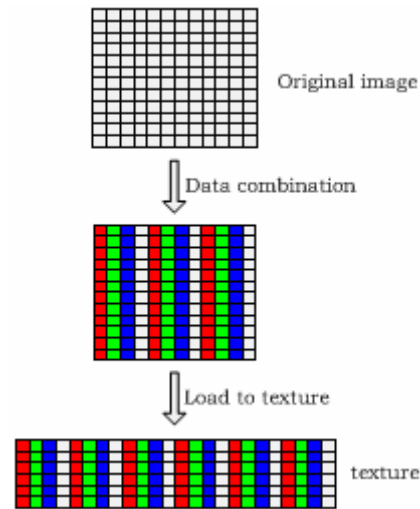 Original image
Data combination
Load to texture
texture